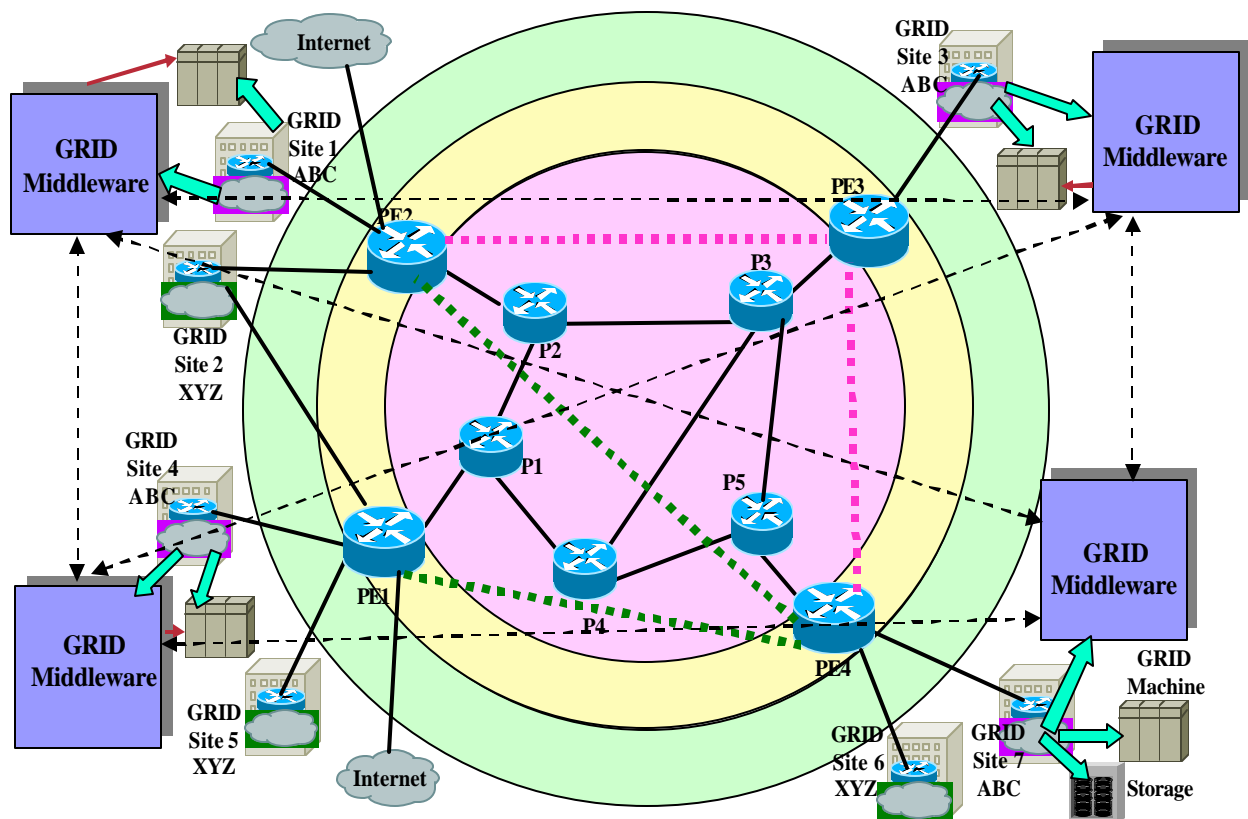 Internet
GRID
Site 3
ABC
GRID
Middleware
GRID
Site 1
ABC
GRID
Middleware
PE2
PE3
GRID
Site 2
XYZ
P3
P2
P1
P5
GRID
Site 4
ABC
GRID
Middleware
PE1
P4
PE4
GRID
Middleware
GRID
Machine
GRID
Site 5
XYZ
Internet
GRID
Site 6
XYZ
GRID
Site 7
ABC
Storage